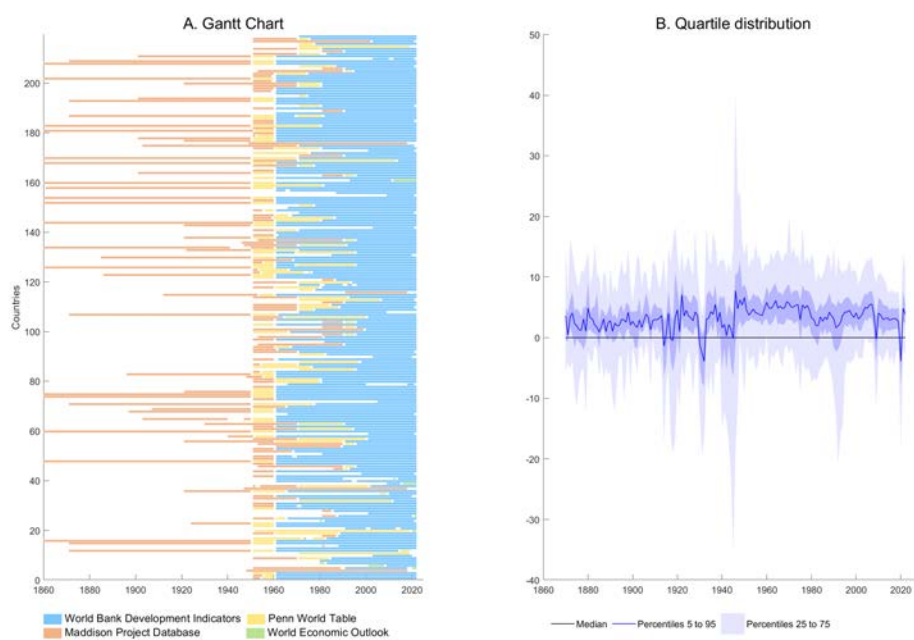 A. Gantt Chart
B. Quartile distribution
Countries
220
200
180
160
140
120
100
80
60
40
20
0
1860 1880 1900 1920 1940 1960 1980 2000 2020
World Bank Development Indicators
Penn World Table
Maddison Project Database
World Economic Outlook
50
40
30
20
10
0
-10
-20
-30
-40
1860 1880 1900 1920 1940 1960 1980 2000 2020
Median Percentiles 5 to 95 Percentiles 25 to 75